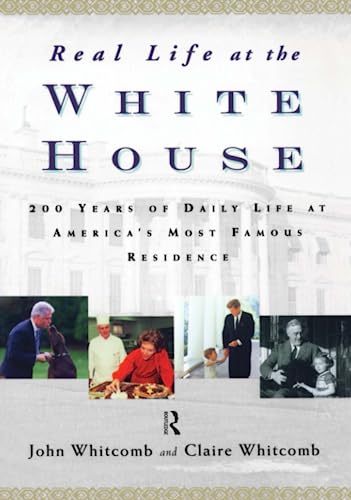 Real Life at the
WHITE
HOUSE
200 YEARS OF DAILY LIFE AT
AMERICA'S MOST FAMOUS
RESIDENCE
R
ROUTLEDGE
John Whitcomb and Claire Whitcomb